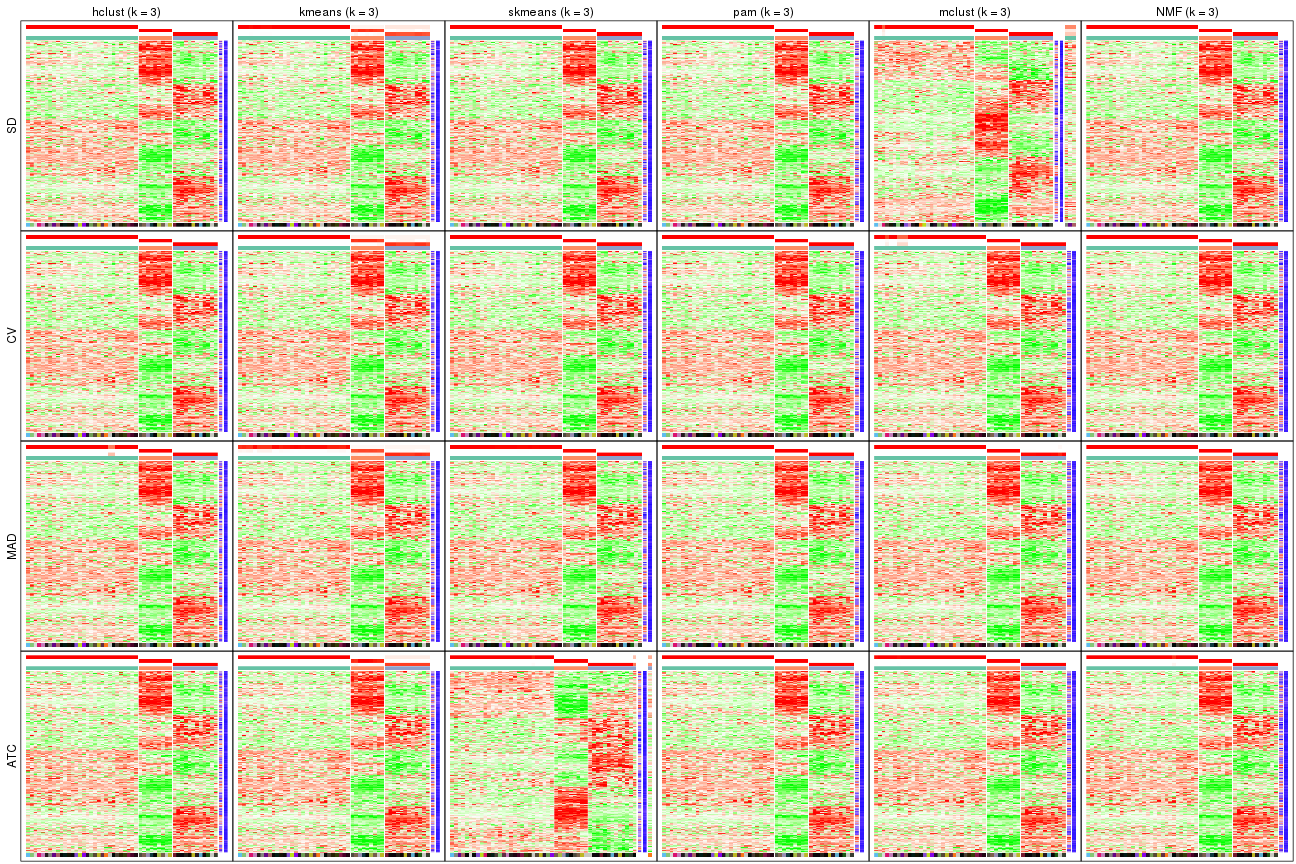 hclust (k = 3)
kmeans (k = 3)
skmeans (k = 3)
pam (k = 3)
mclust (k = 3)
NMF (k = 3)
SD
CV
MAD
ATC